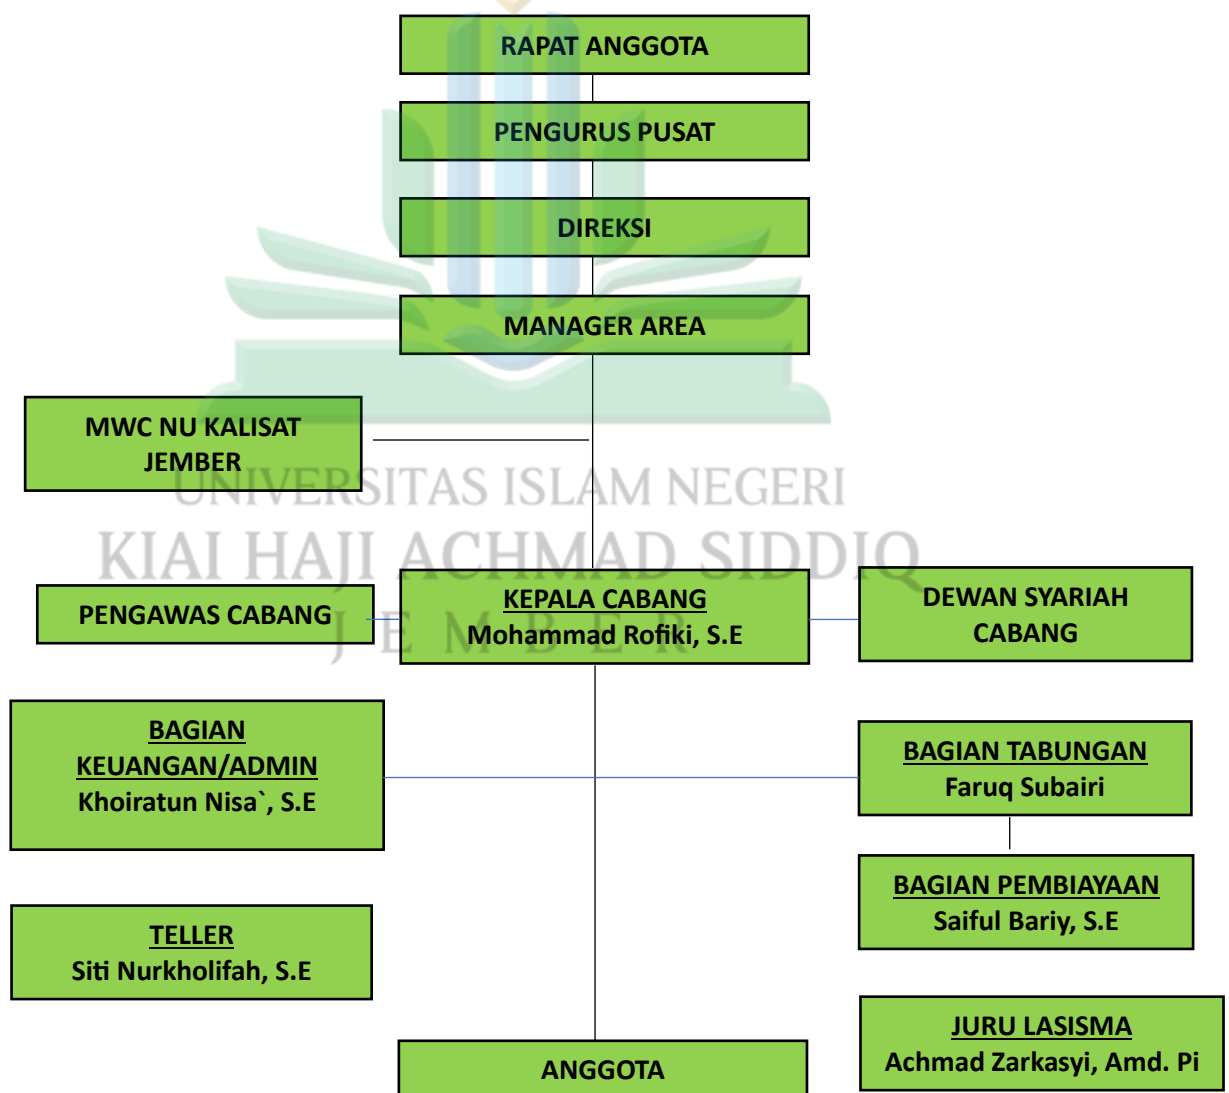 RAPAT ANGGOTA
PENGURUS PUSAT
DIREKSI
MANAGER AREA
MWC NU KALISAT
JEMBER
UNIVERSITAS ISLAM NEGERI
KIAI HAJI ACHMAD SIDDIQ
JEMBER
PENGAWAS CABANG
KEPALA CABANG
Mohammad Rofiki, S.E
DEWAN SYARIAH
CABANG
BAGIAN
KEUANGAN/ADMIN
Khoiratun Nisa`, S.E
BAGIAN TABUNGAN
Faruq Subairi
BAGIAN PEMBIAYAAN
Saiful Bariy, S.E
TELLER
Siti Nurkholifah, S.E
JURU LASISMA
Achmad Zarkasyi, Amd. Pi
ANGGOTA